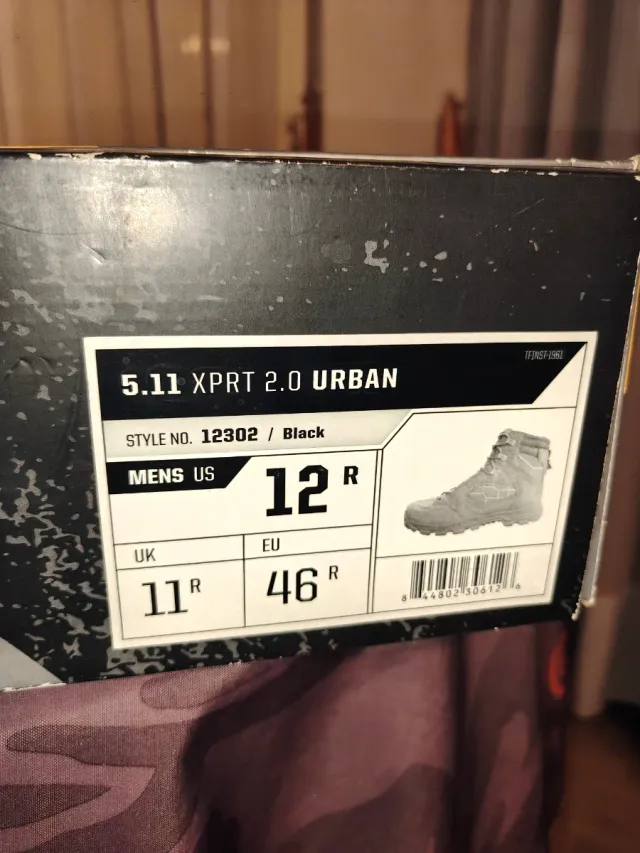 TFINST-1961
5.11 XPRT 2.0 URBAN
STYLE NO. 12302 / Black
MENS US
12 R
UK
11 R
EU
46 R
8 44802 30612 6